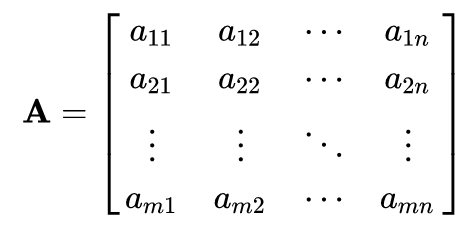 A = [ a₁₁ a₁₂ ⋯ a₁ₙ
a₂₁ a₂₂ ⋯ a₂ₙ
⋮ ⋮ ⋱ ⋮
aₘ₁ aₘ₂ ⋯ aₘₙ ]